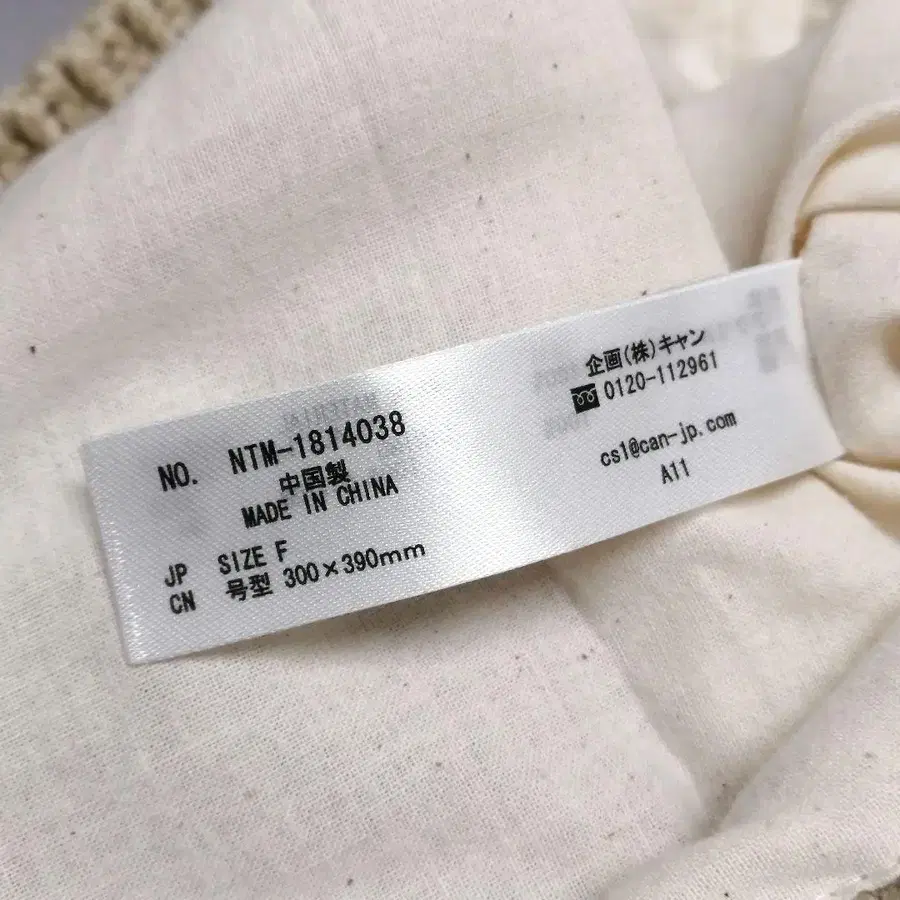 NO. NTM-1814038
中国製
MADE IN CHINA
JP SIZE F
CN 号型 300×390mm
企画(株)キャン
0120-112961
cs1@can-jp.com
A11